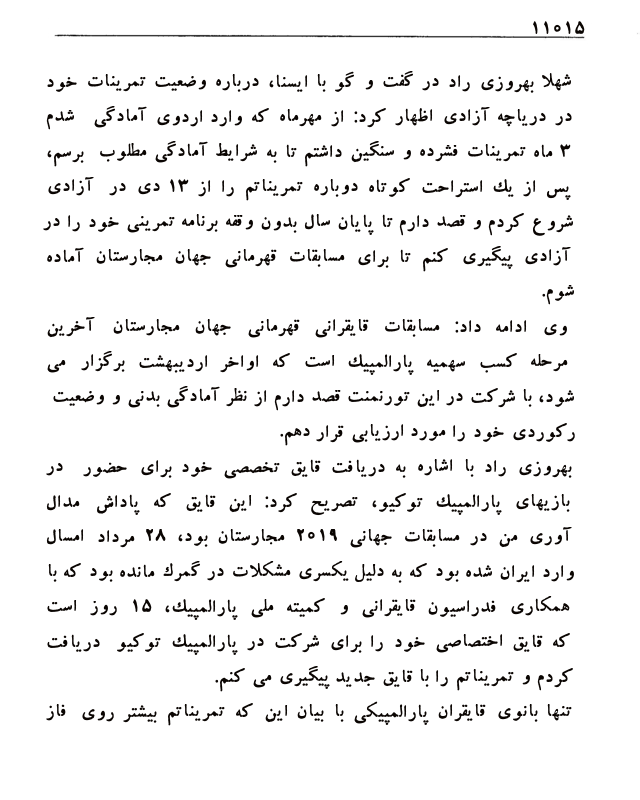 ۱۱۰۱۵
شهلا بهروزی راد در گفت و گو با ایسنا، درباره وضعیت تمرینات خود
در دریاچه آزادی اظهار کرد: از مهرماه که وارد اردوی آمادگی شدم
۳ ماه تمرینات فشرده و سنگین داشتم تا به شرایط آمادگی مطلوب برسم،
پس از یك استراحت کوتاه دوباره تمریناتم را از ۱۳ دی در آزادی
شروع کردم و قصد دارم تا پایان سال بدون وقفه برنامه تمرینی خود را در
آزادی پیگیری کنم تا برای مسابقات قهرمانی جهان مجارستان آماده
شوم.
وی ادامه داد: مسابقات قایقرانی قهرمانی جهان مجارستان آخرین
مرحله کسب سهمیه پارالمپیك است که اواخر اردیبهشت برگزار می
شود، با شرکت در این تورنمنت قصد دارم از نظر آمادگی بدنی و وضعیت
رکوردی خود را مورد ارزیابی قرار دهم.
بهروزی راد با اشاره به دریافت قایق تخصصی خود برای حضور در
بازیهای پارالمپیك توکیو، تصریح کرد: این قایق که پاداش مدال
آوری من در مسابقات جهانی ۲۰۱۹ مجارستان بود، ۲۸ مرداد امسال
وارد ایران شده بود که به دلیل یکسری مشکلات در گمرك مانده بود که با
همکاری فدراسیون قایقرانی و کمیته ملی پارالمپیك، ۱۵ روز است
که قایق اختصاصی خود را برای شرکت در پارالمپیك توکیو دریافت
کردم و تمریناتم را با قایق جدید پیگیری می کنم.
تنها بانوی قایقران پارالمپیکی با بیان این که تمریناتم بیشتر روی فاز